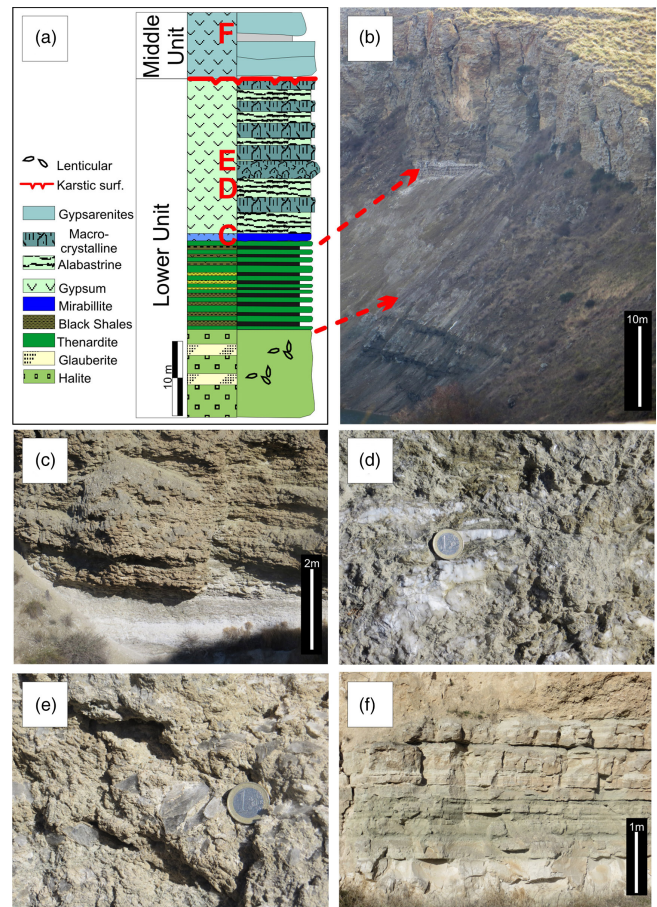 (a)
Middle
Unit
F
Lower Unit
E
D
C
Lenticular
Karstic surf.
Gypsarenites
Macro-
crystalline
Alabastrine
Gypsum
Mirabillite
Black Shales
Thenardite
Glauberite
Halite
10 m
(b)
10m
(c)
2m
(d)
(e)
(f)
1m